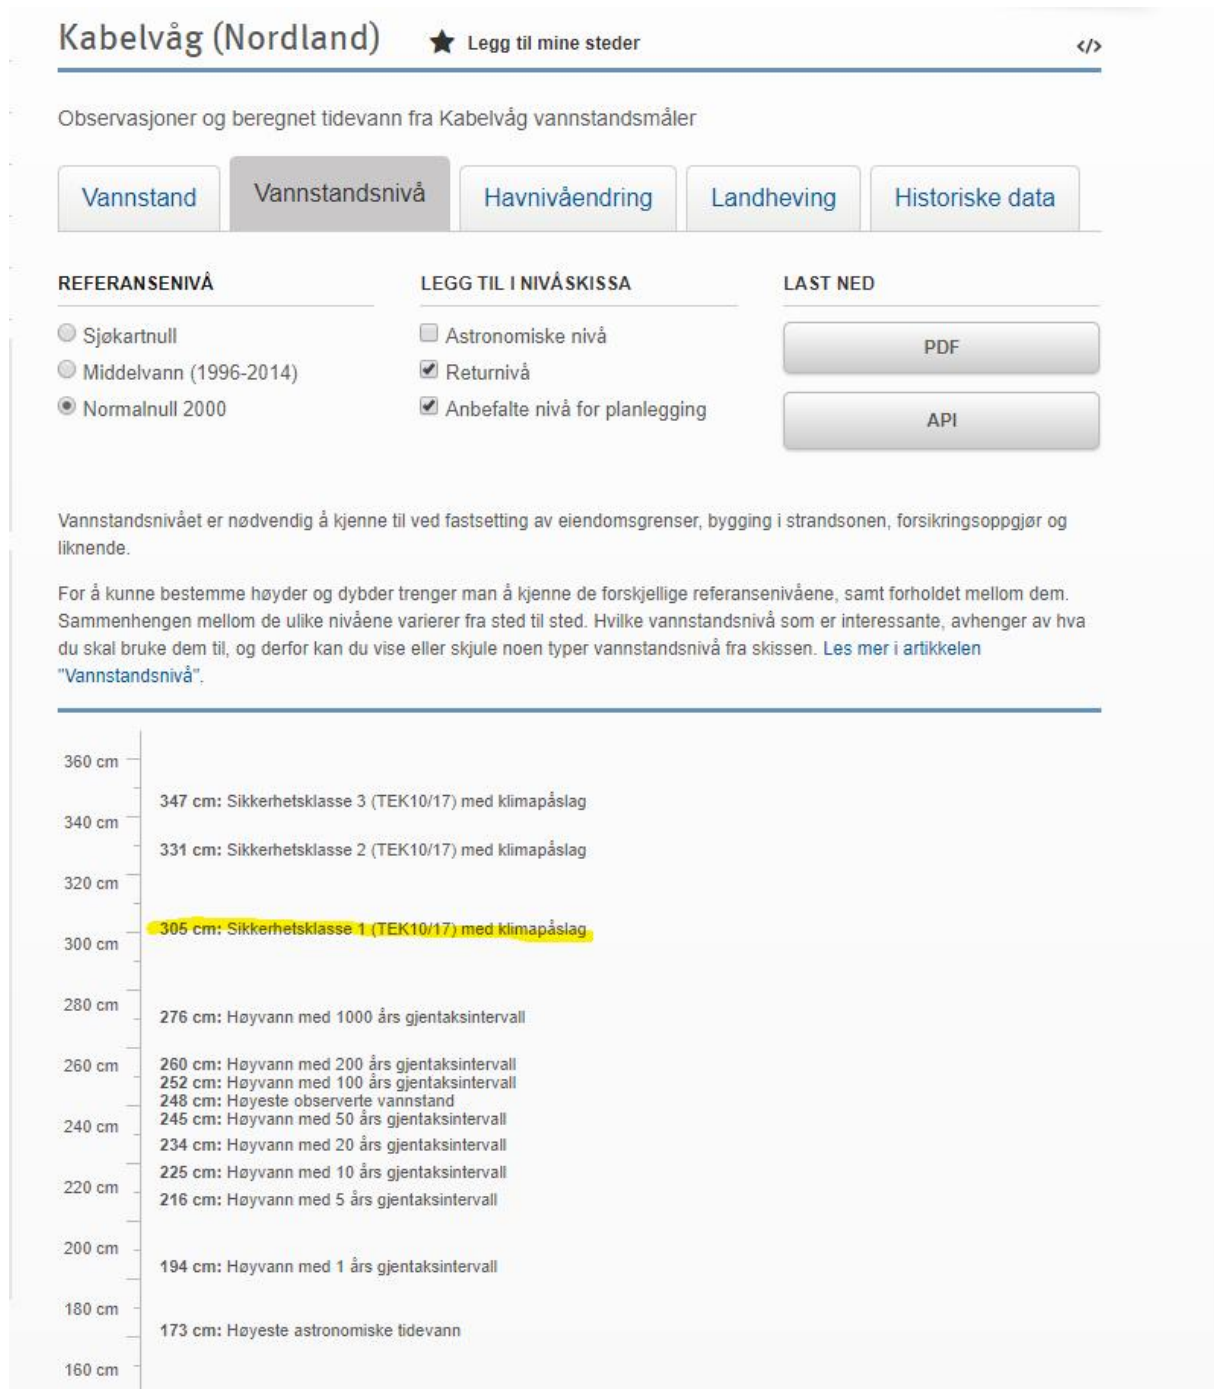 Kabelvåg (Nordland) ★ Legg til mine steder </>
Observasjoner og beregnet tidevann fra Kabelvåg vannstandsmåler
Vannstand Vannstandsnivå Havnivåendring Landheving Historiske data
REFERANSENIVÅ LEGG TIL I NIVÅSKISSA LAST NED
Sjøkartnull Astronomiske nivå PDF
Middelvann (1996-2014) Returnivå
Normalnull 2000 Anbefalte nivå for planlegging API
Vannstandsnivået er nødvendig å kjenne til ved fastsetting av eiendomsgrenser, bygging i strandsonen, forsikringsoppgjør og
liknende.
For å kunne bestemme høyder og dybder trenger man å kjenne de forskjellige referansenivåene, samt forholdet mellom dem.
Sammenhengen mellom de ulike nivåene varierer fra sted til sted. Hvilke vannstandsnivå som er interessante, avhenger av hva
du skal bruke dem til, og derfor kan du vise eller skjule noen typer vannstandsnivå fra skissen. Les mer i artikkelen
"Vannstandsnivå".
360 cm
347 cm: Sikkerhetsklasse 3 (TEK10/17) med klimapåslag
340 cm
331 cm: Sikkerhetsklasse 2 (TEK10/17) med klimapåslag
320 cm
305 cm: Sikkerhetsklasse 1 (TEK10/17) med klimapåslag
300 cm
280 cm
276 cm: Høyvann med 1000 års gjentaksintervall
260 cm
260 cm: Høyvann med 200 års gjentaksintervall
252 cm: Høyvann med 100 års gjentaksintervall
248 cm: Høyeste observerte vannstand
245 cm: Høyvann med 50 års gjentaksintervall
240 cm
234 cm: Høyvann med 20 års gjentaksintervall
225 cm: Høyvann med 10 års gjentaksintervall
220 cm
216 cm: Høyvann med 5 års gjentaksintervall
200 cm
194 cm: Høyvann med 1 års gjentaksintervall
180 cm
173 cm: Høyeste astronomiske tidevann
160 cm